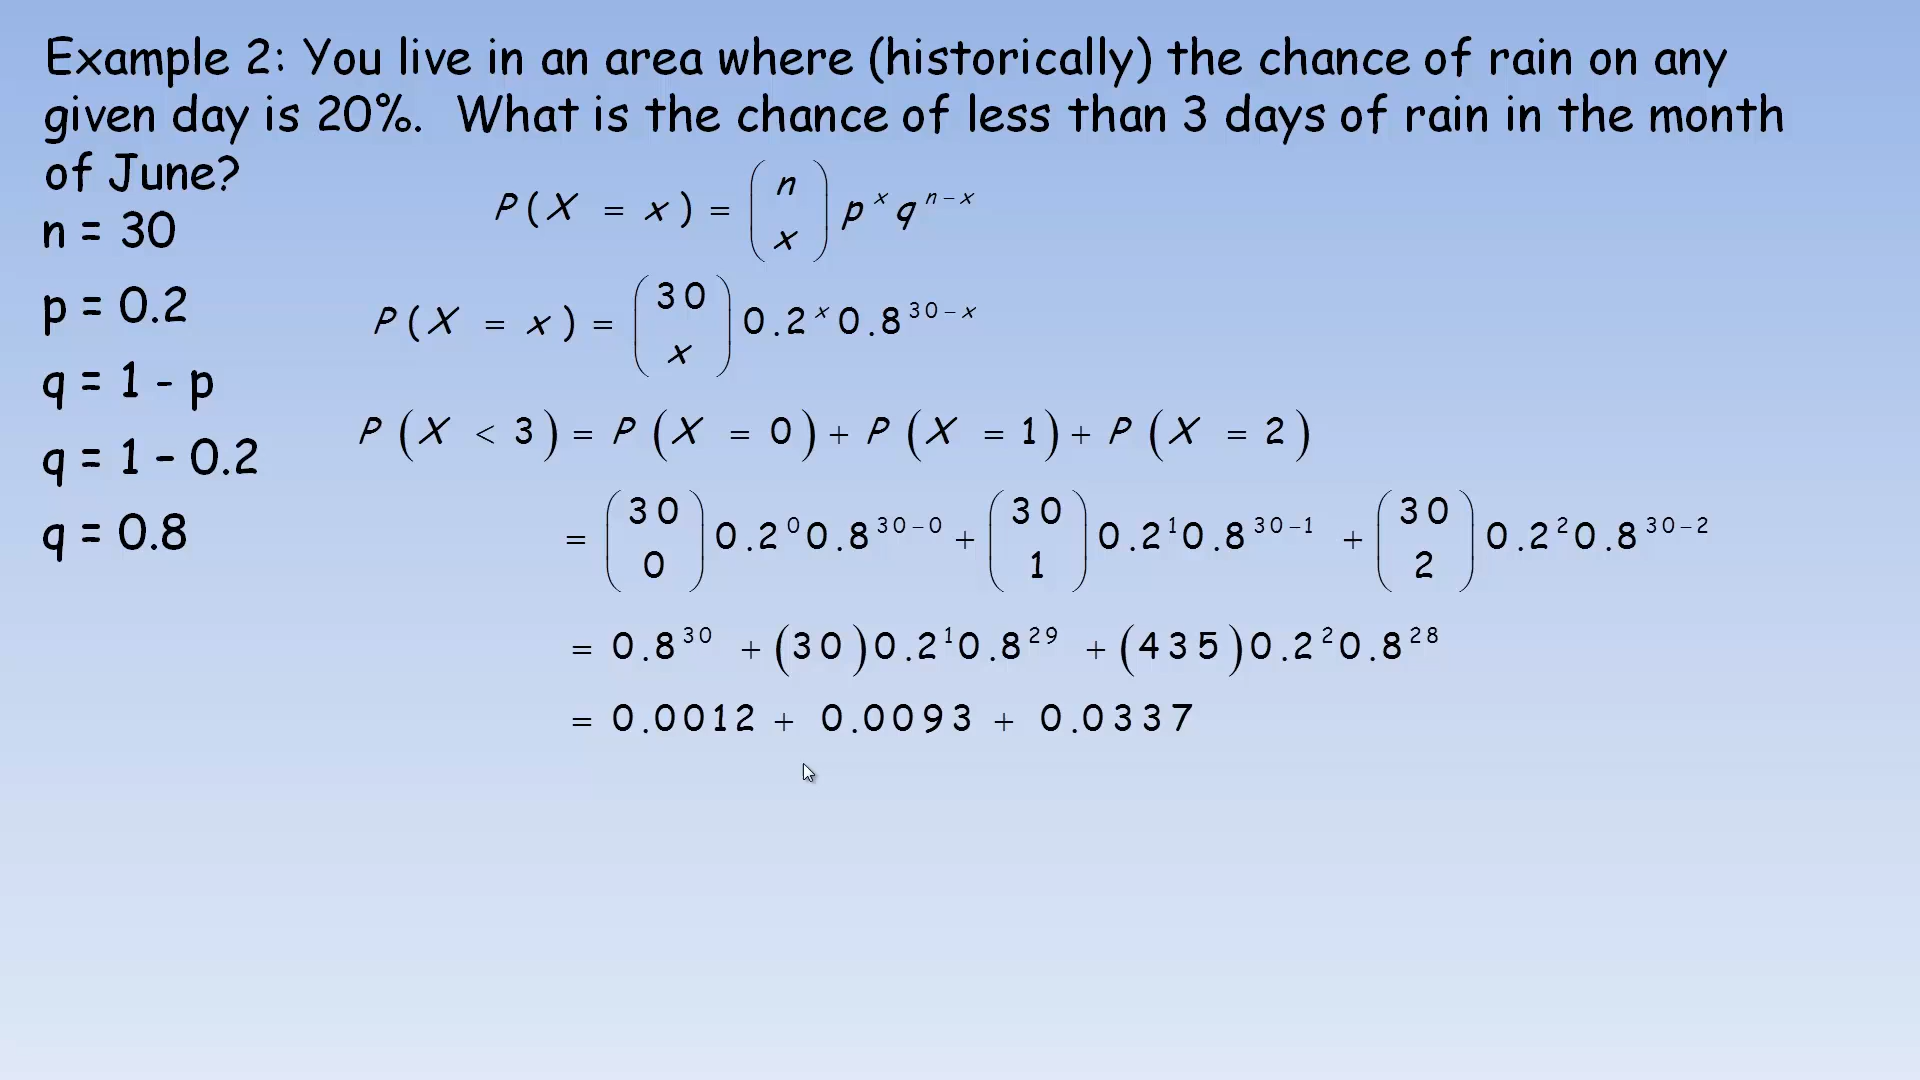 Example 2: You live in an area where (historically) the chance of rain on any
given day is 20%. What is the chance of less than 3 days of rain in the month
of June?
P(X = x) = (n x) p^x q^(n−x)
n = 30
P(X = x) = (30 x) 0.2^x 0.8^(30−x)
p = 0.2
q = 1 - p
P(X < 3) = P(X = 0) + P(X = 1) + P(X = 2)
q = 1 – 0.2
= (30 0) 0.2^0 0.8^(30−0) + (30 1) 0.2^1 0.8^(30−1) + (30 2) 0.2^2 0.8^(30−2)
q = 0.8
= 0.8^30 + (30)0.2^1 0.8^29 + (435)0.2^2 0.8^28
= 0.0012 + 0.0093 + 0.0337